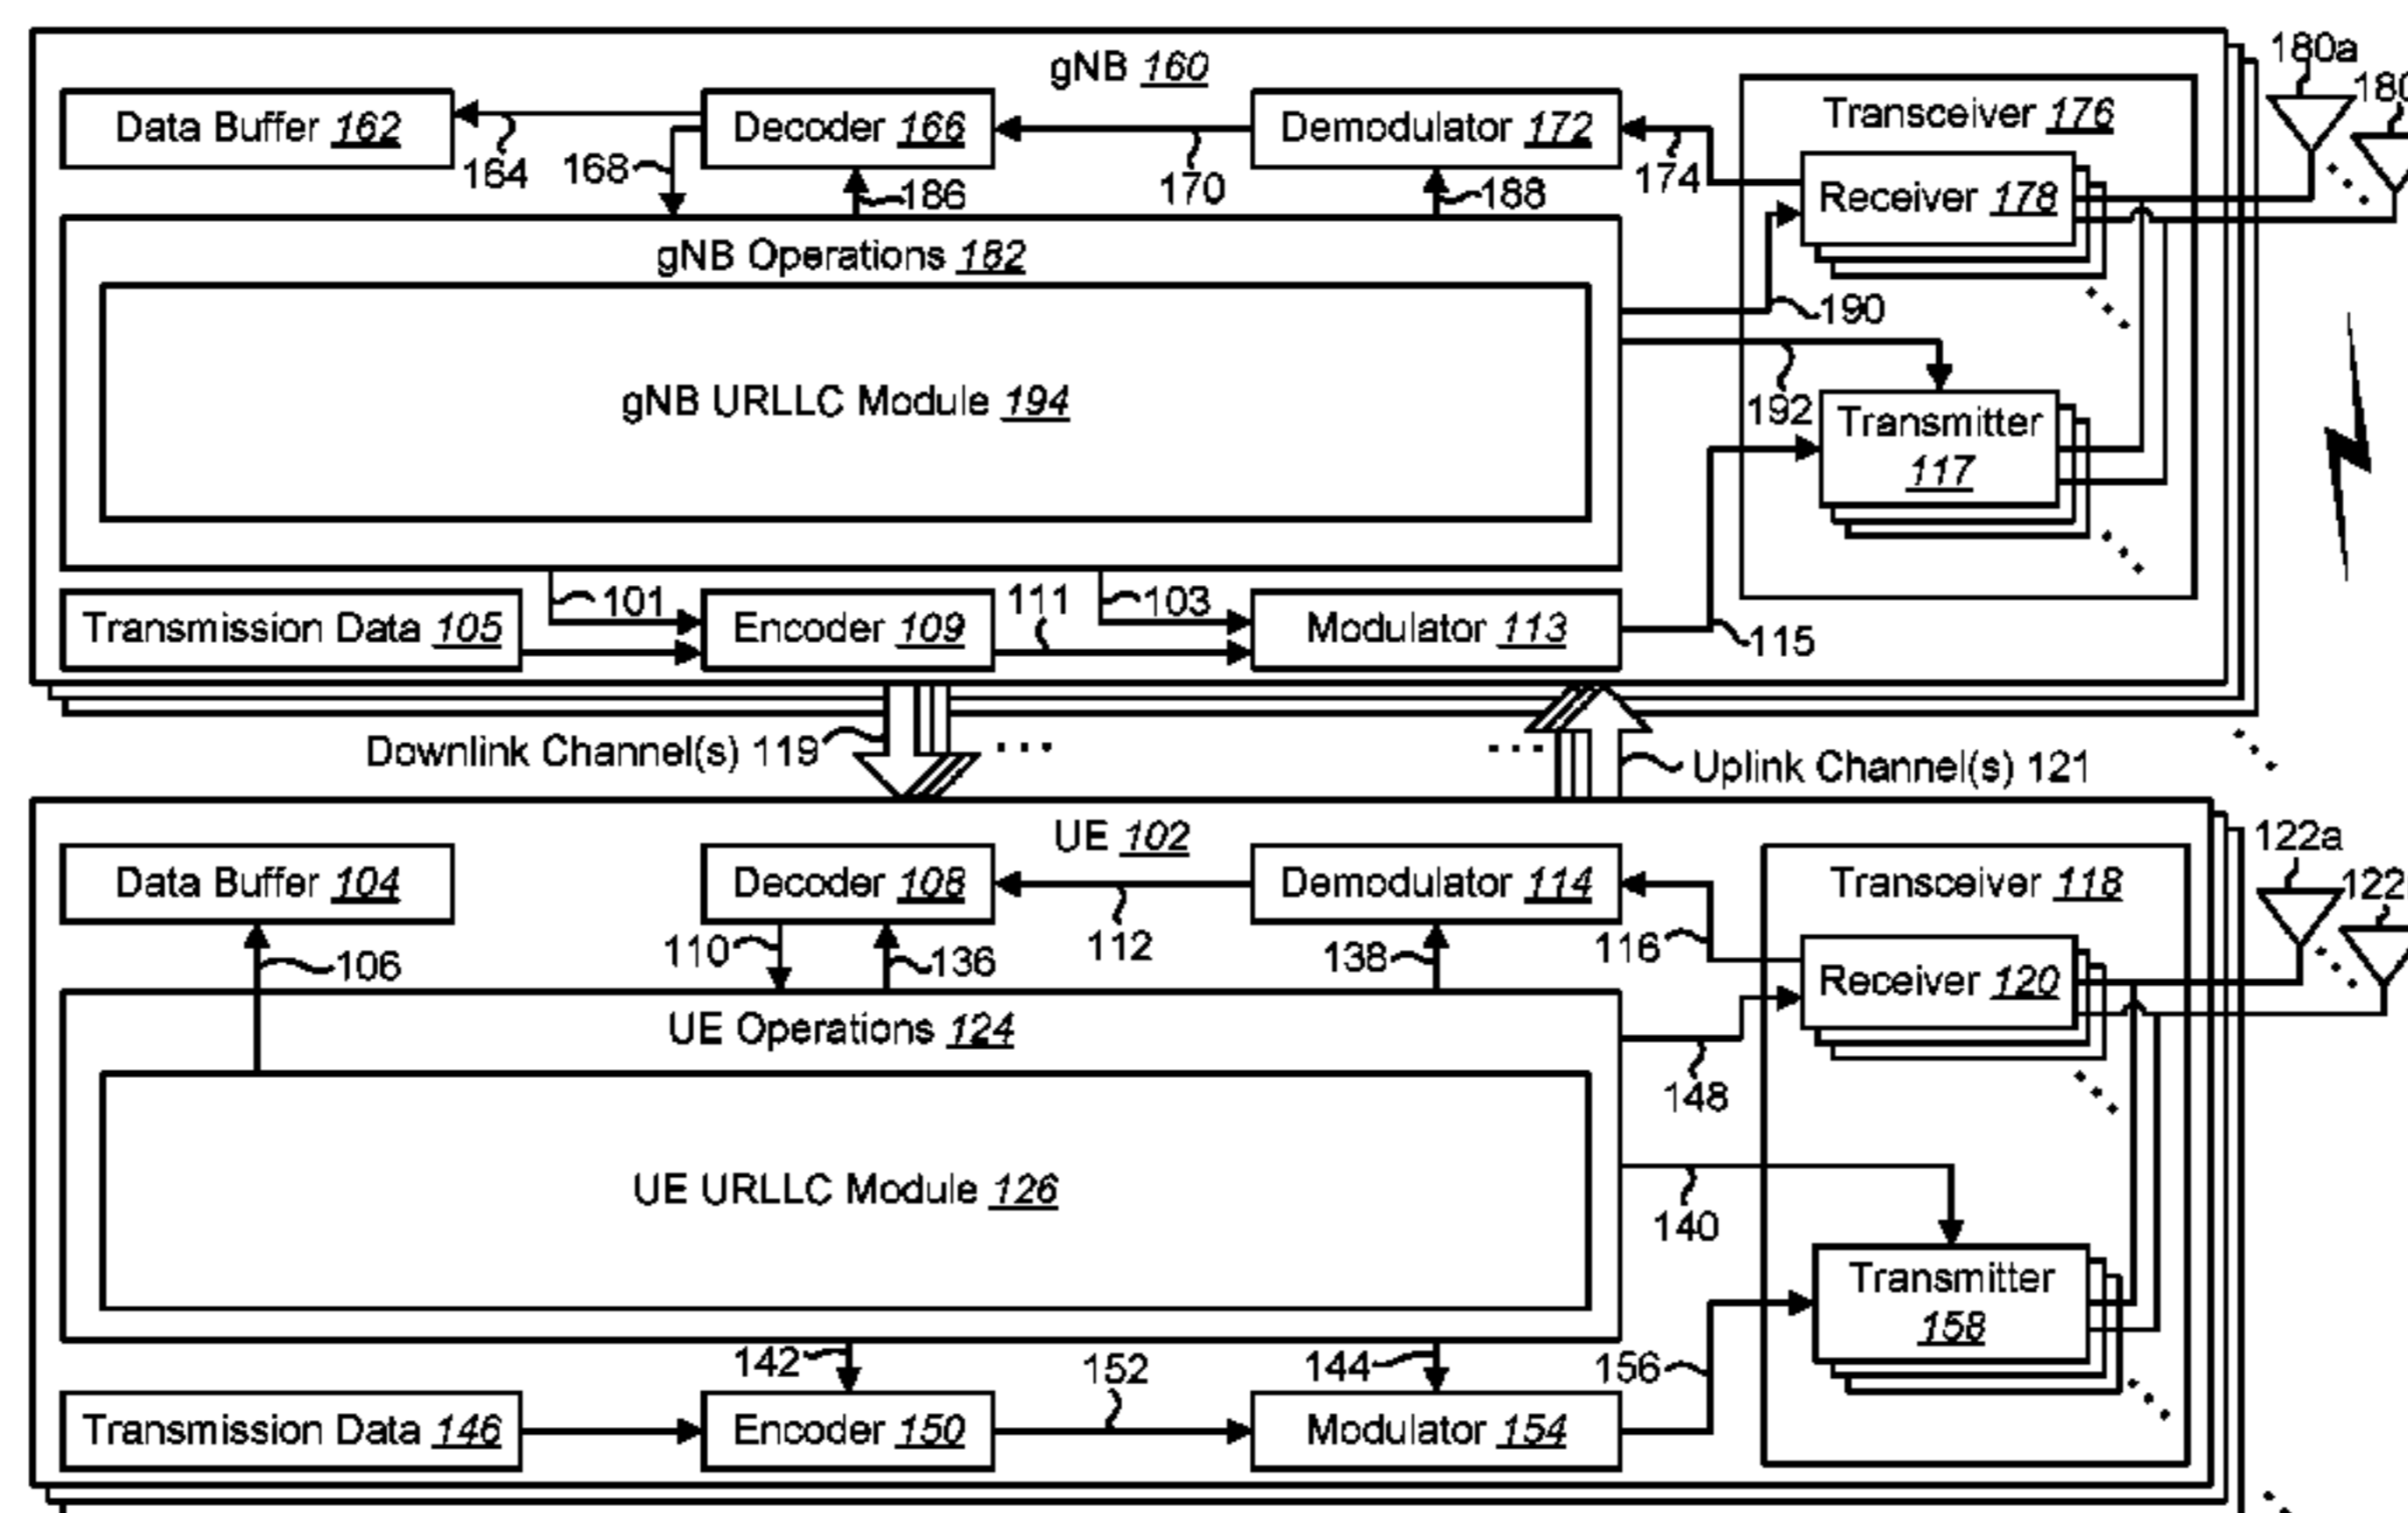 gNB 160
180a
180
Data Buffer 162
Decoder 166
Demodulator 172
Transceiver 176
164
168
186
170
188
174
Receiver 178
gNB Operations 182
190
gNB URLLC Module 194
192
Transmitter
117
101
111
103
Transmission Data 105
Encoder 109
Modulator 113
115
Downlink Channel(s) 119
Uplink Channel(s) 121
UE 102
122a
122
Data Buffer 104
Decoder 108
Demodulator 114
Transceiver 118
106
110
136
112
138
116
Receiver 120
UE Operations 124
148
UE URLLC Module 126
140
Transmitter
158
142
152
144
156
Transmission Data 146
Encoder 150
Modulator 154